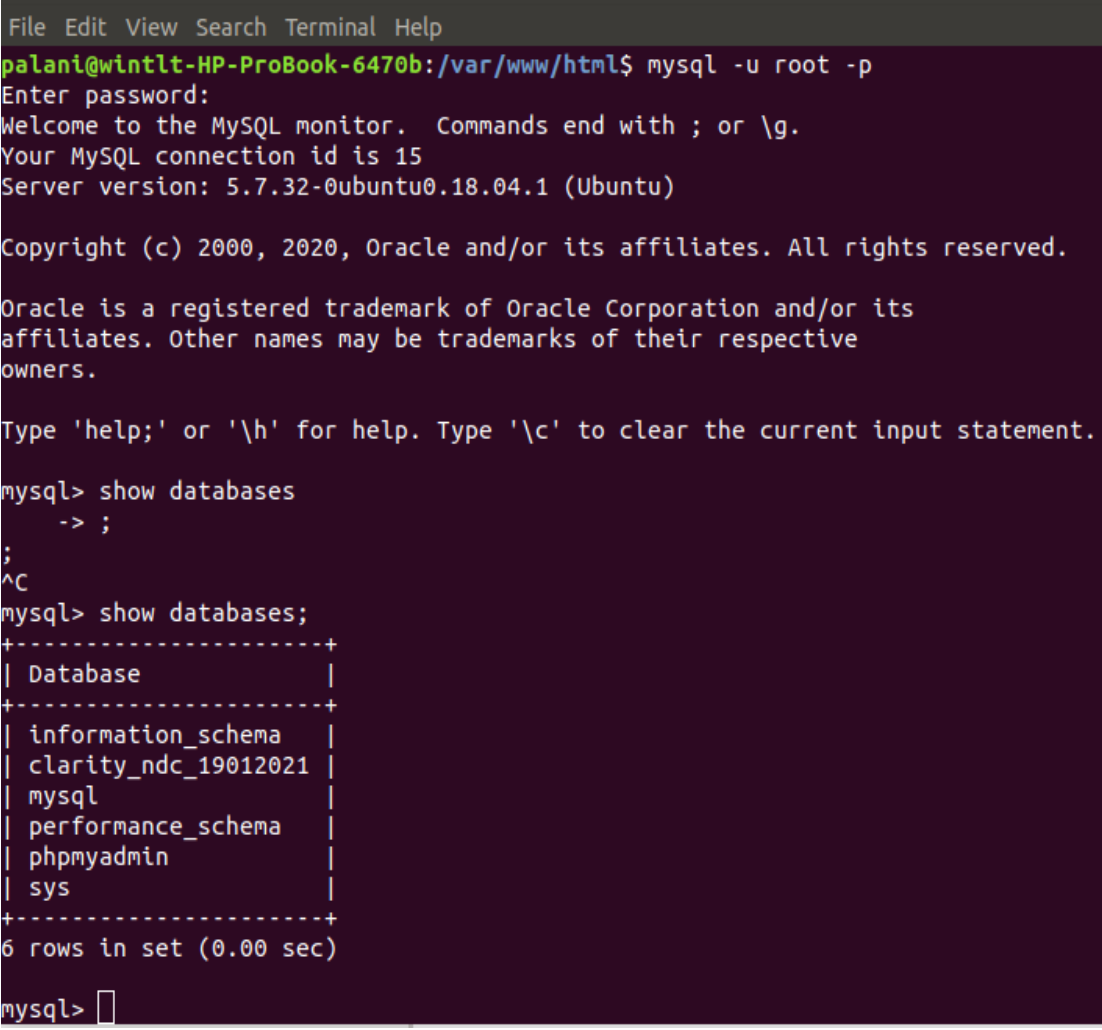 File Edit View Search Terminal Help
palani@wintlt-HP-ProBook-6470b:/var/www/html$ mysql -u root -p
Enter password:
Welcome to the MySQL monitor.  Commands end with ; or \g.
Your MySQL connection id is 15
Server version: 5.7.32-0ubuntu0.18.04.1 (Ubuntu)

Copyright (c) 2000, 2020, Oracle and/or its affiliates. All rights reserved.

Oracle is a registered trademark of Oracle Corporation and/or its
affiliates. Other names may be trademarks of their respective
owners.

Type 'help;' or '\h' for help. Type '\c' to clear the current input statement.

mysql> show databases
    -> ;
;
^C
mysql> show databases;
+----------------------+
| Database             |
+----------------------+
| information_schema   |
| clarity_ndc_19012021 |
| mysql                |
| performance_schema   |
| phpmyadmin           |
| sys                  |
+----------------------+
6 rows in set (0.00 sec)

mysql>